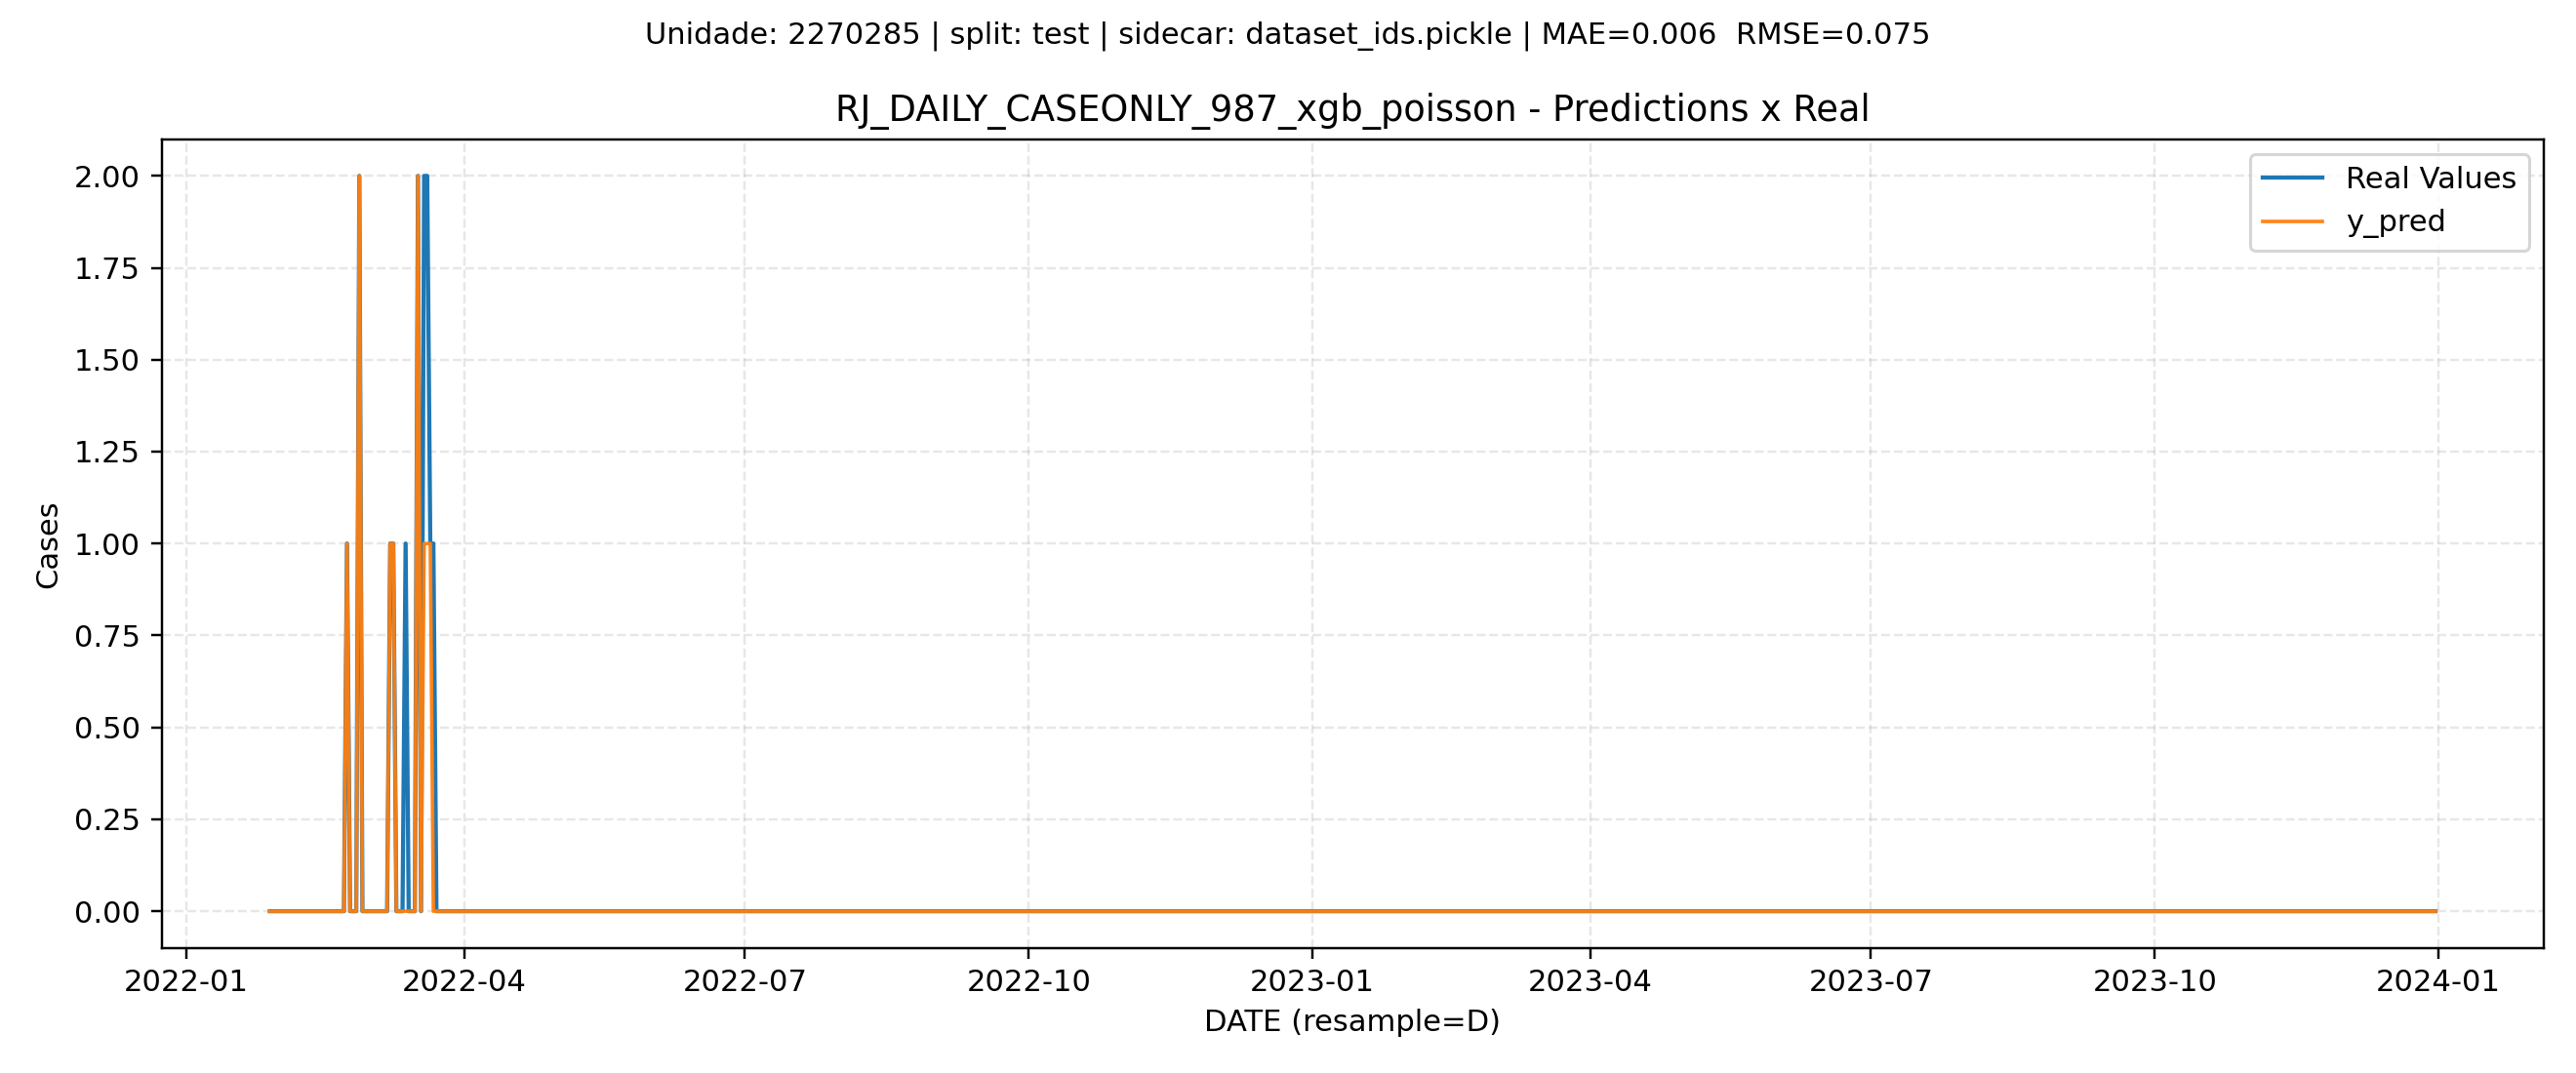 Unidade: 2270285 | split: test | sidecar: dataset_ids.pickle | MAE=0.006  RMSE=0.075
RJ_DAILY_CASEONLY_987_xgb_poisson - Predictions x Real
Real Values
y_pred
Cases
2.00
1.75
1.50
1.25
1.00
0.75
0.50
0.25
0.00
2022-01 2022-04 2022-07 2022-10 2023-01 2023-04 2023-07 2023-10 2024-01
DATE (resample=D)